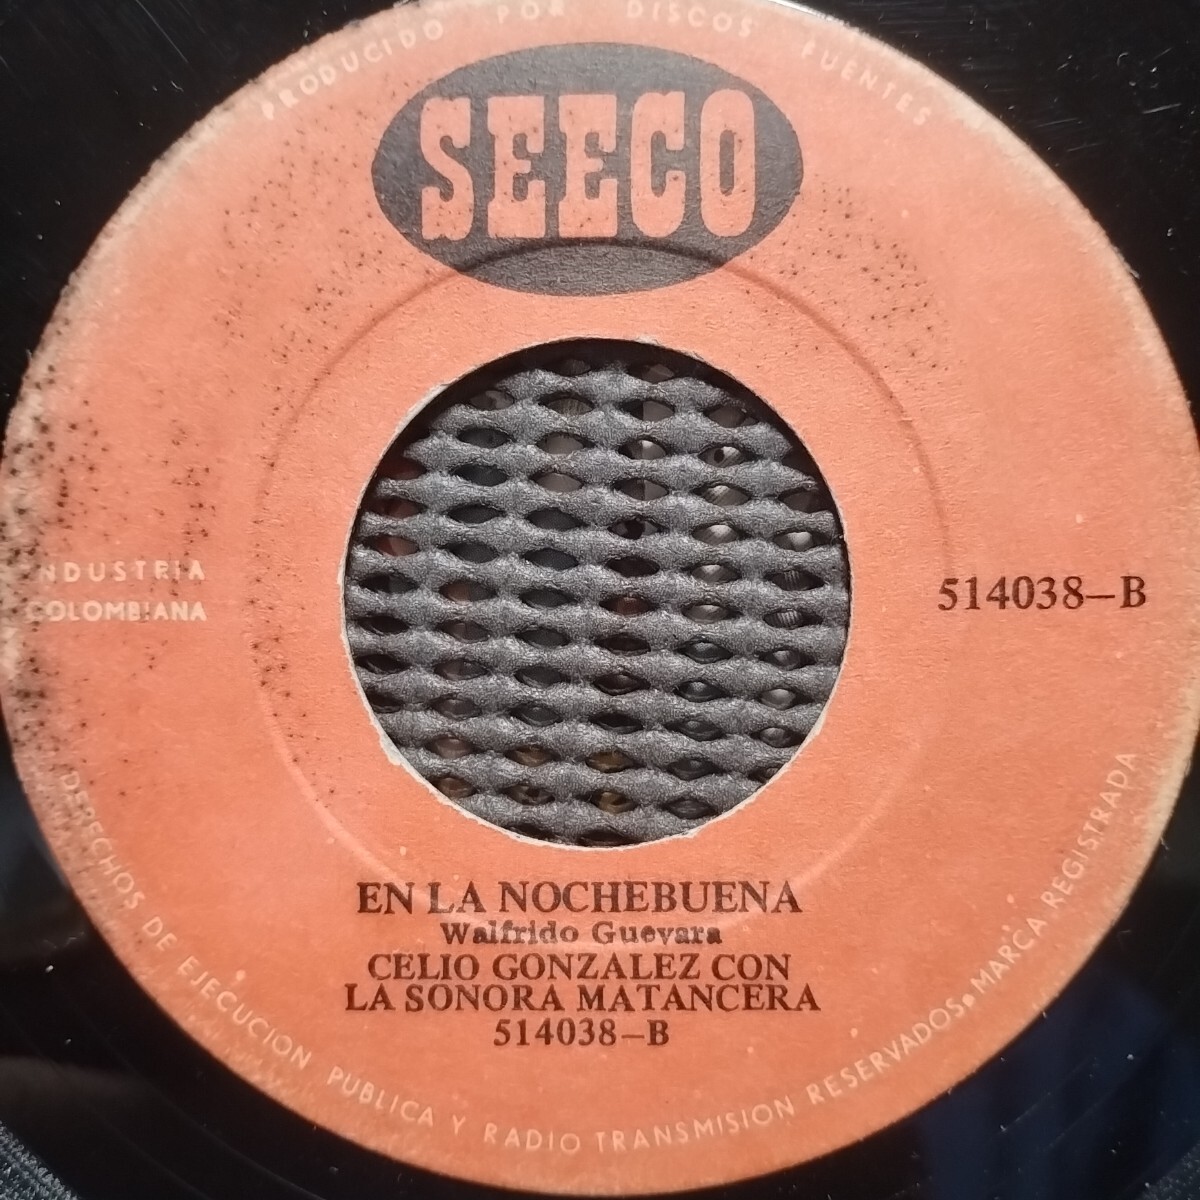 PRODUCIDO POR DISCOS FUENTES
SEECO
INDUSTRIA
COLOMBIANA
514038–B
EN LA NOCHEBUENA
Walfrido Guevara
CELIO GONZALEZ CON
LA SONORA MATANCERA
514038–B
DERECHOS DE EJECUCION PUBLICA Y RADIO TRANSMISION RESERVADOS. MARCA REGISTRADA